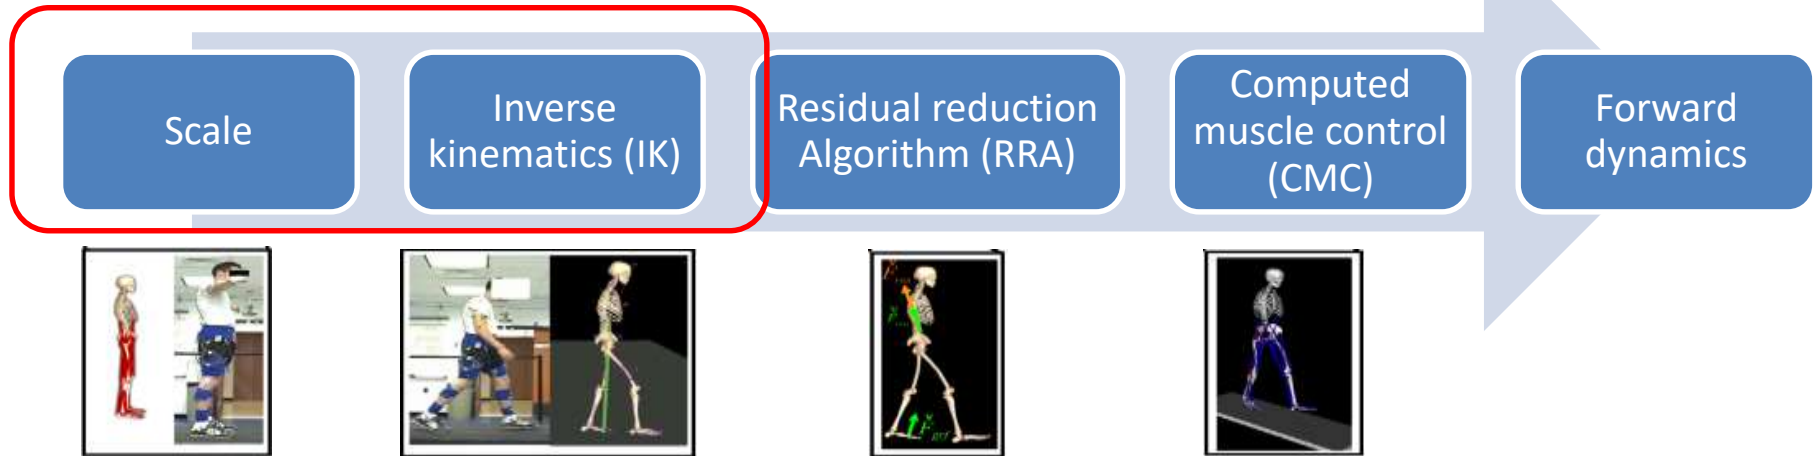 Scale
Inverse
kinematics (IK)
Residual reduction
Algorithm (RRA)
Computed
muscle control
(CMC)
Forward
dynamics